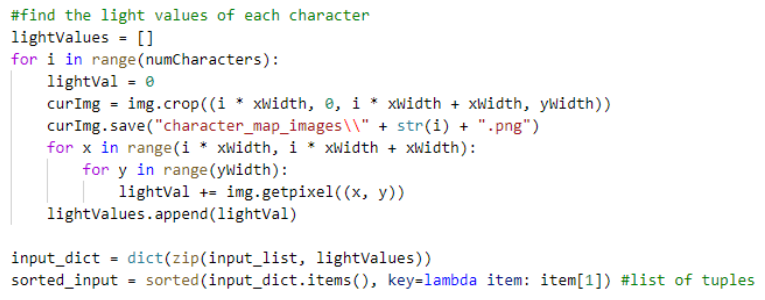 #find the light values of each character
lightValues = []
for i in range(numCharacters):
    lightVal = 0
    curImg = img.crop((i * xWidth, 0, i * xWidth + xWidth, yWidth))
    curImg.save("character_map_images\\" + str(i) + ".png")
    for x in range(i * xWidth, i * xWidth + xWidth):
        for y in range(yWidth):
            lightVal += img.getpixel((x, y))
    lightValues.append(lightVal)

input_dict = dict(zip(input_list, lightValues))
sorted_input = sorted(input_dict.items(), key=lambda item: item[1]) #list of tuples